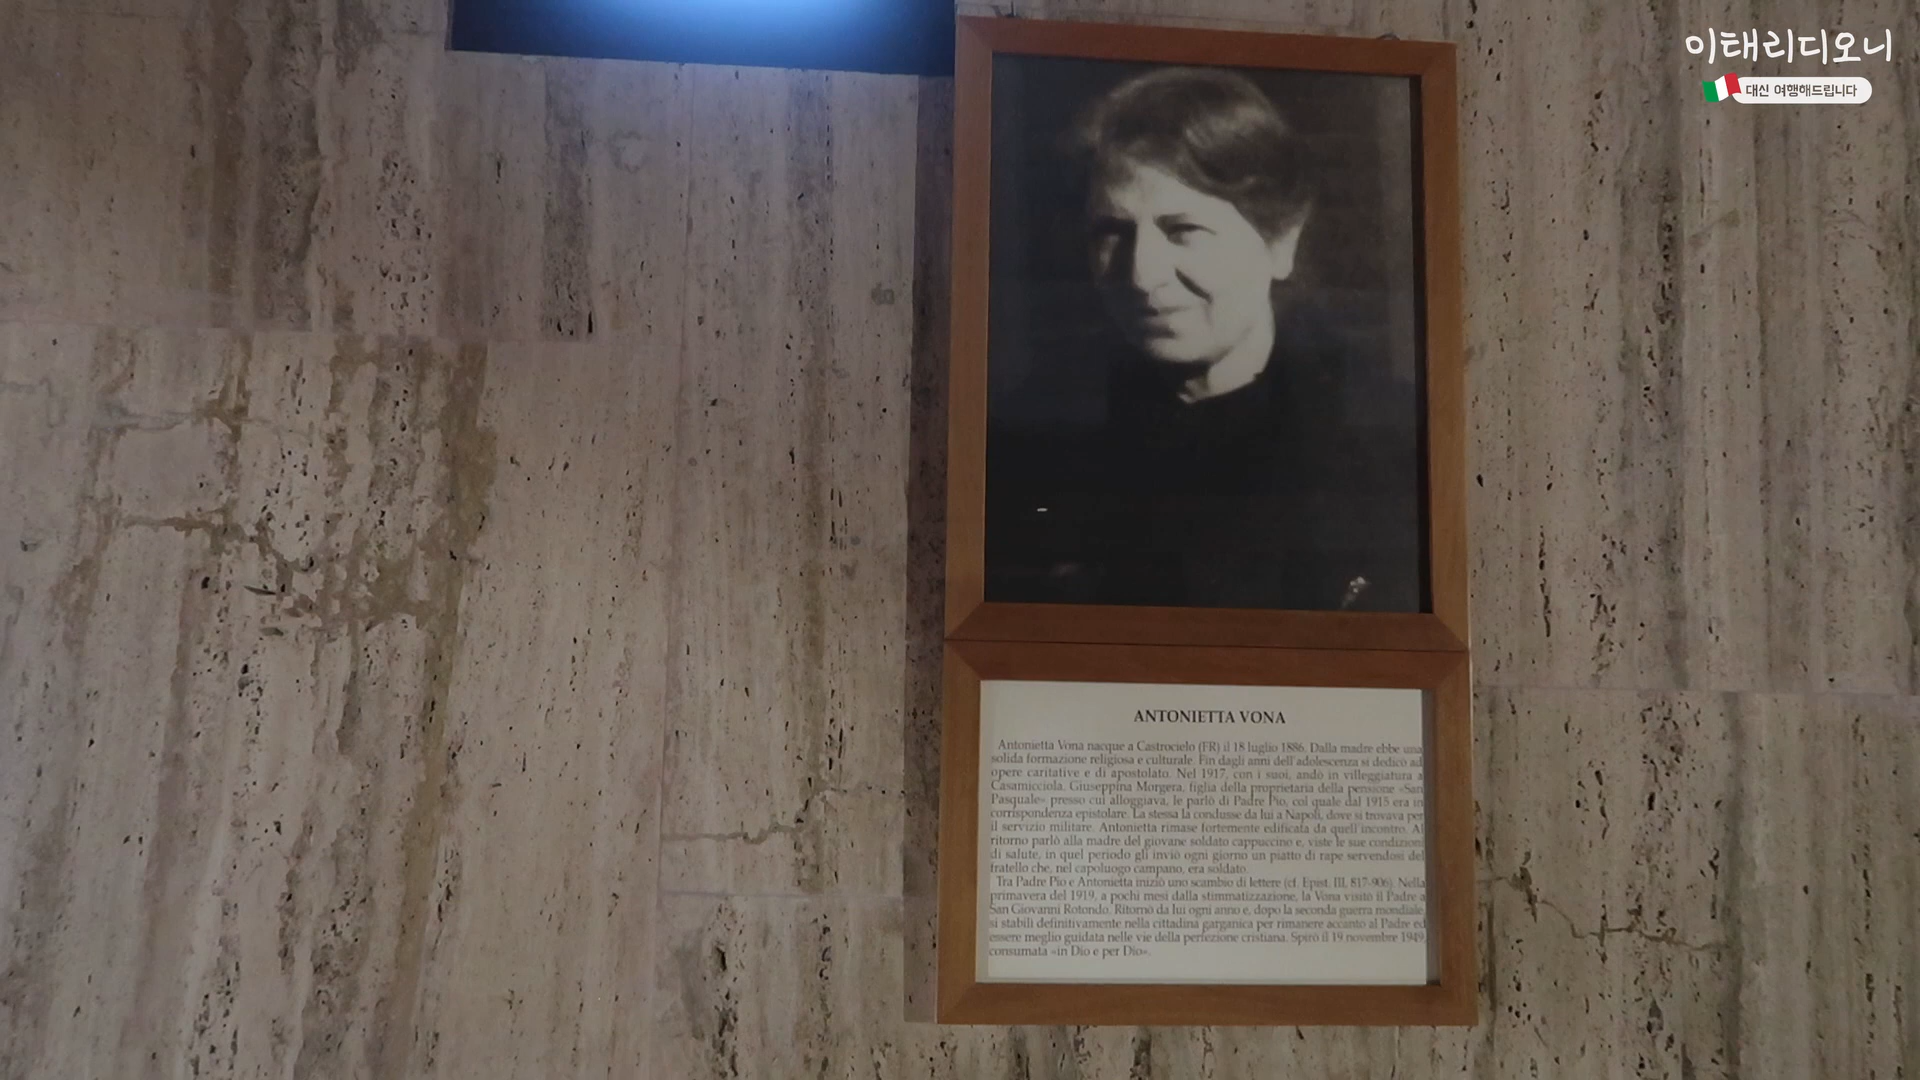 이태리디오니
대신 여행해드립니다
ANTONIETTA VONA
Antonietta Vona nacque a Castrocielo (FR) il 18 luglio 1886. Dalla madre ebbe una
solida formazione religiosa e culturale. Fin dagli anni dell'adolescenza si dedicò ad
opere caritative e di apostolato. Nel 1917, con i suoi, andò in villeggiatura a
Casamicciola. Giuseppina Morgera, figlia della proprietaria della pensione «San
Pasquale» presso cui alloggiava, le parlò di Padre Pio, col quale dal 1915 era in
corrispondenza epistolare. La stessa la condusse da lui a Napoli, dove si trovava per
il servizio militare. Antonietta rimase fortemente edificata da quell'incontro. Al
ritorno parlò alla madre del giovane soldato cappuccino e, viste le sue condizioni
di salute, in quel periodo gli inviò ogni giorno un piatto di rape servendosi del
fratello che, nel capoluogo campano, era soldato.
Tra Padre Pio e Antonietta iniziò uno scambio di lettere (cf. Epist. III, 817-906). Nella
primavera del 1919, a pochi mesi dalla stimmatizzazione, la Vona visitò il Padre a
San Giovanni Rotondo. Ritornò da lui ogni anno e, dopo la seconda guerra mondiale,
si stabilì definitivamente nella cittadina garganica per rimanere accanto al Padre ed
essere meglio guidata nelle vie della perfezione cristiana. Spirò il 19 novembre 1949,
consumata «in Dio e per Dio».